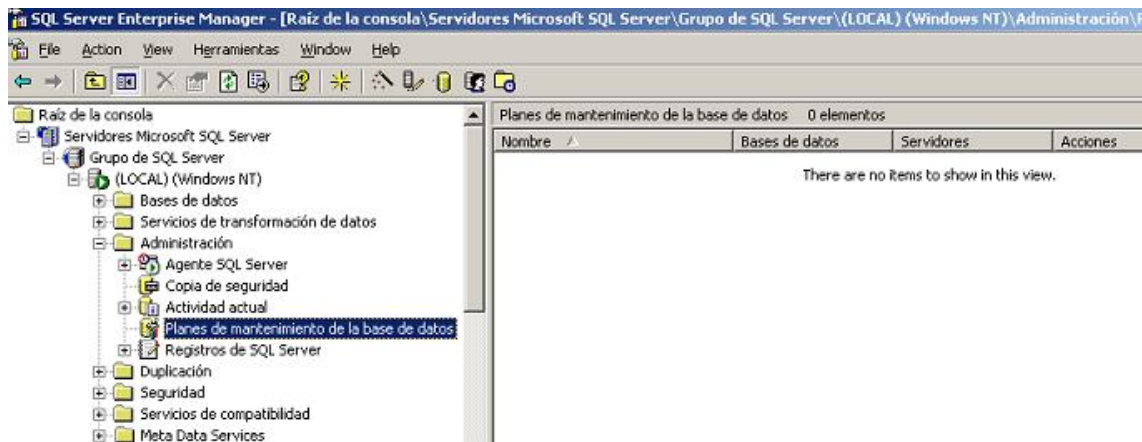 SQL Server Enterprise Manager - [Raíz de la consola\Servidores Microsoft SQL Server\Grupo de SQL Server\(LOCAL) (Windows NT)\Administración\
File Action View Herramientas Window Help
Raíz de la consola
Servidores Microsoft SQL Server
Grupo de SQL Server
(LOCAL) (Windows NT)
Bases de datos
Servicios de transformación de datos
Administración
Agente SQL Server
Copia de seguridad
Actividad actual
Planes de mantenimiento de la base de datos
Registros de SQL Server
Duplicación
Seguridad
Servicios de compatibilidad
Meta Data Services
Planes de mantenimiento de la base de datos 0 elementos
Nombre Bases de datos Servidores Acciones
There are no items to show in this view.